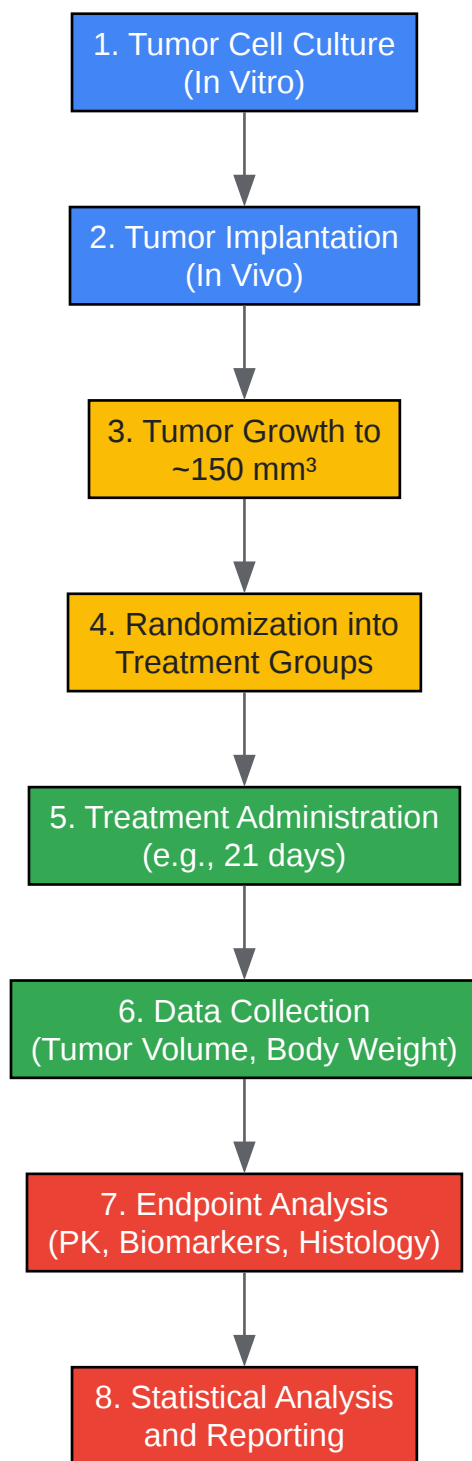 1. Tumor Cell Culture
(In Vitro)
2. Tumor Implantation
(In Vivo)
3. Tumor Growth to
~150 mm³
4. Randomization into
Treatment Groups
5. Treatment Administration
(e.g., 21 days)
6. Data Collection
(Tumor Volume, Body Weight)
7. Endpoint Analysis
(PK, Biomarkers, Histology)
8. Statistical Analysis
and Reporting